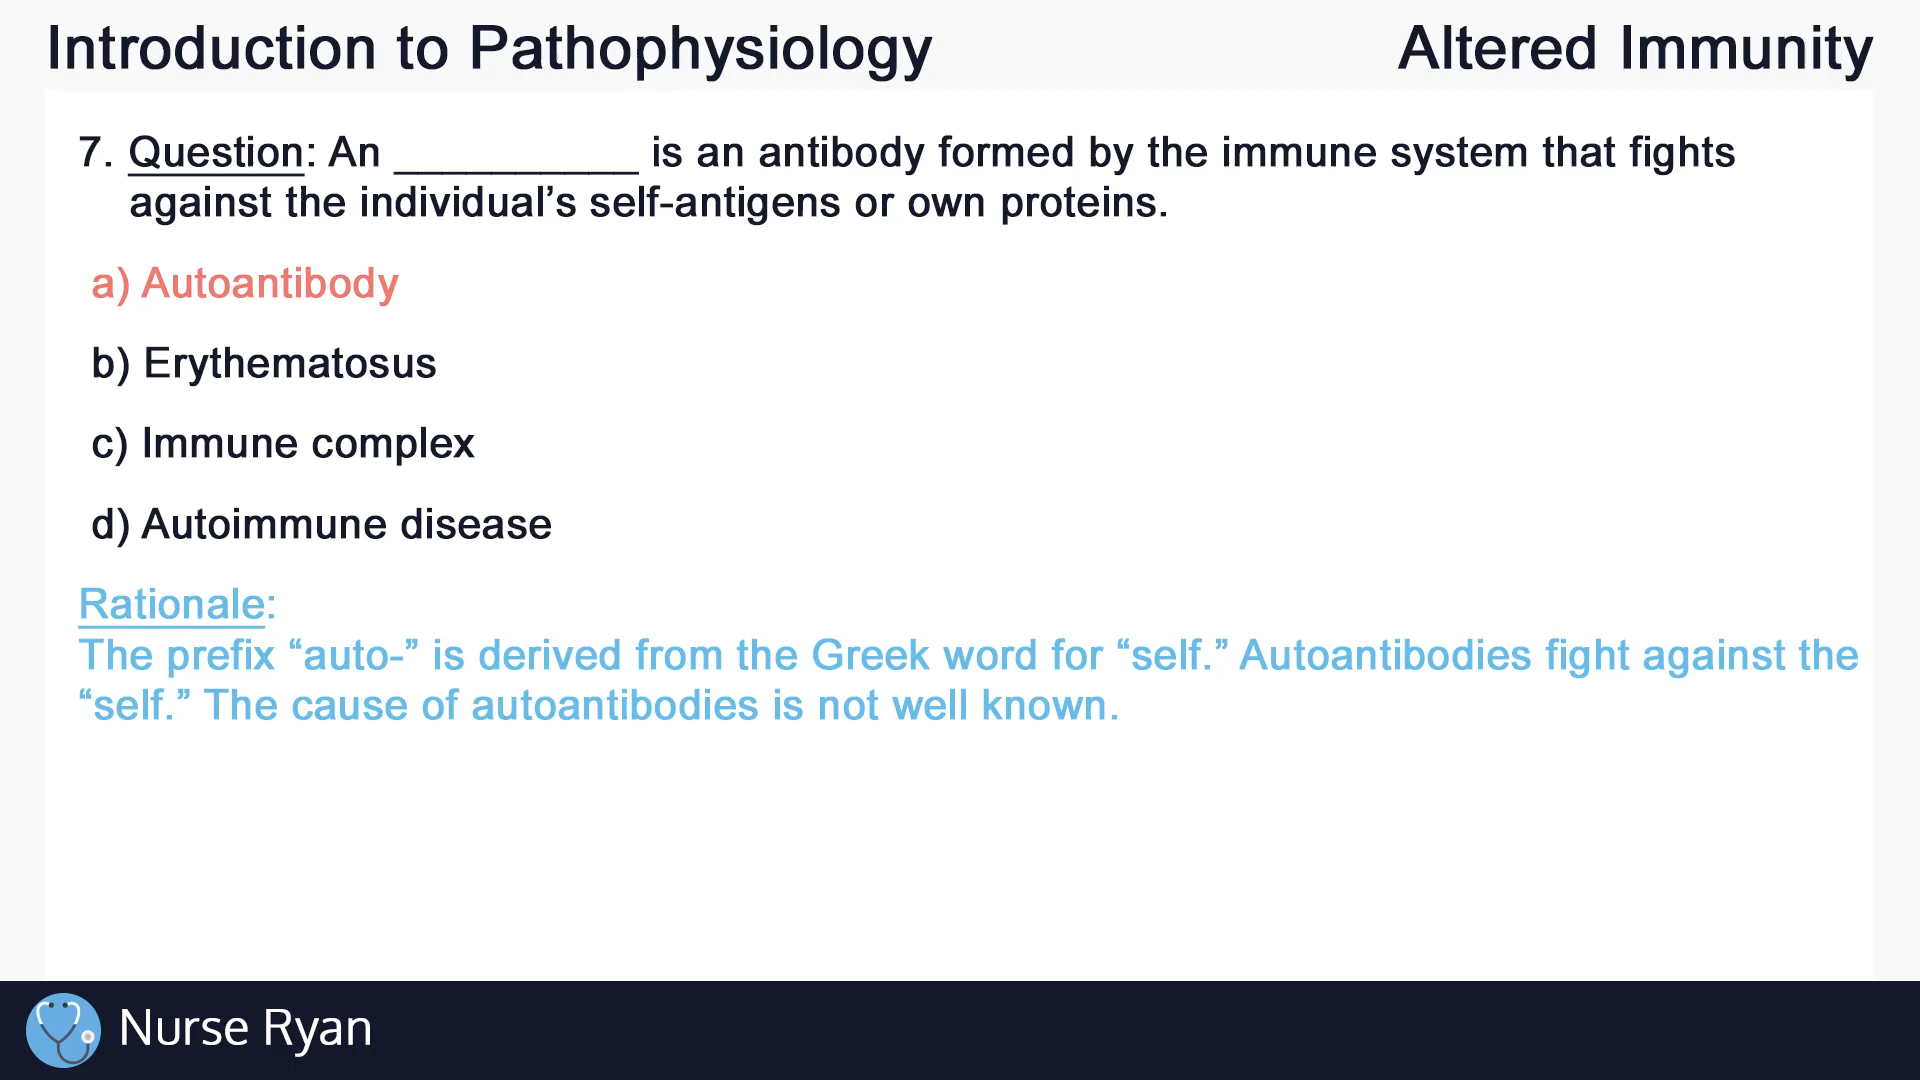 Introduction to Pathophysiology
Altered Immunity
7. Question: An __________ is an antibody formed by the immune system that fights
against the individual’s self-antigens or own proteins.
a) Autoantibody
b) Erythematosus
c) Immune complex
d) Autoimmune disease
Rationale:
The prefix “auto-” is derived from the Greek word for “self.” Autoantibodies fight against the
“self.” The cause of autoantibodies is not well known.
Nurse Ryan